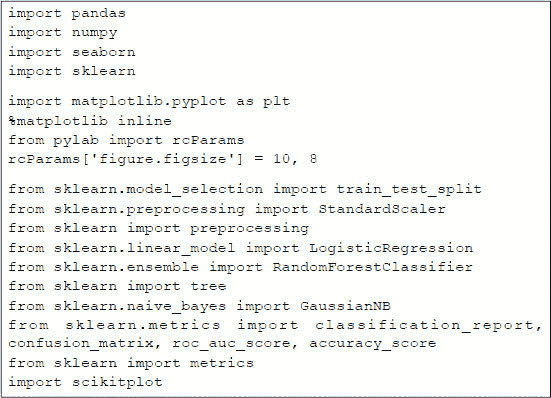 import pandas
import numpy
import seaborn
import sklearn
import matplotlib.pyplot as plt
%matplotlib inline
from pylab import rcParams
rcParams['figure.figsize'] = 10, 8
from sklearn.model_selection import train_test_split
from sklearn.preprocessing import StandardScaler
from sklearn import preprocessing
from sklearn.linear_model import LogisticRegression
from sklearn.ensemble import RandomForestClassifier
from sklearn import tree
from sklearn.naive_bayes import GaussianNB
from sklearn.metrics import classification_report,
confusion_matrix, roc_auc_score, accuracy_score
from sklearn import metrics
import scikitplot